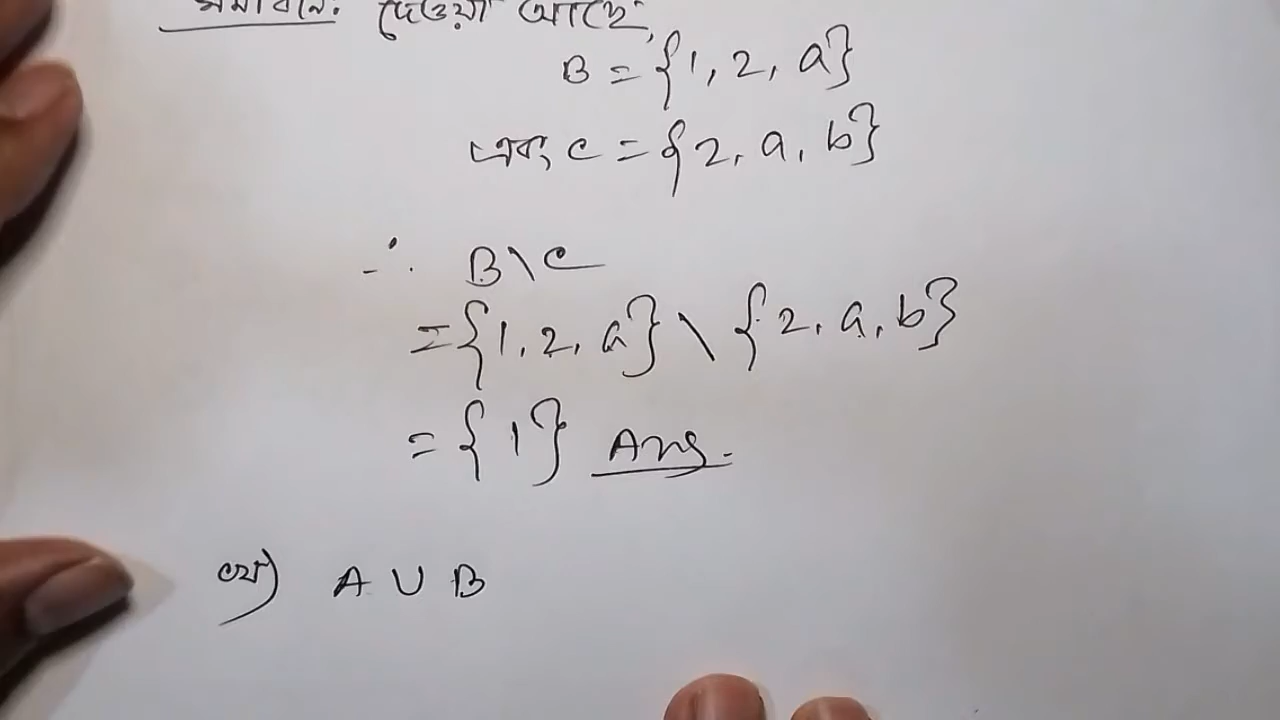 সমাধান: দেওয়া আছে,
B = {1, 2, a}
এবং C = {2, a, b}
∴ B\C
= {1, 2, a} \ {2, a, b}
= {1} Ans.
A ∪ B